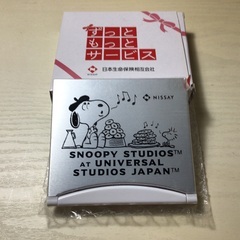 ずっと
もっと
サービス
日本生命保険相互会社
NISSAY
SNOOPY STUDIOS™
AT UNIVERSAL
STUDIOS JAPAN™